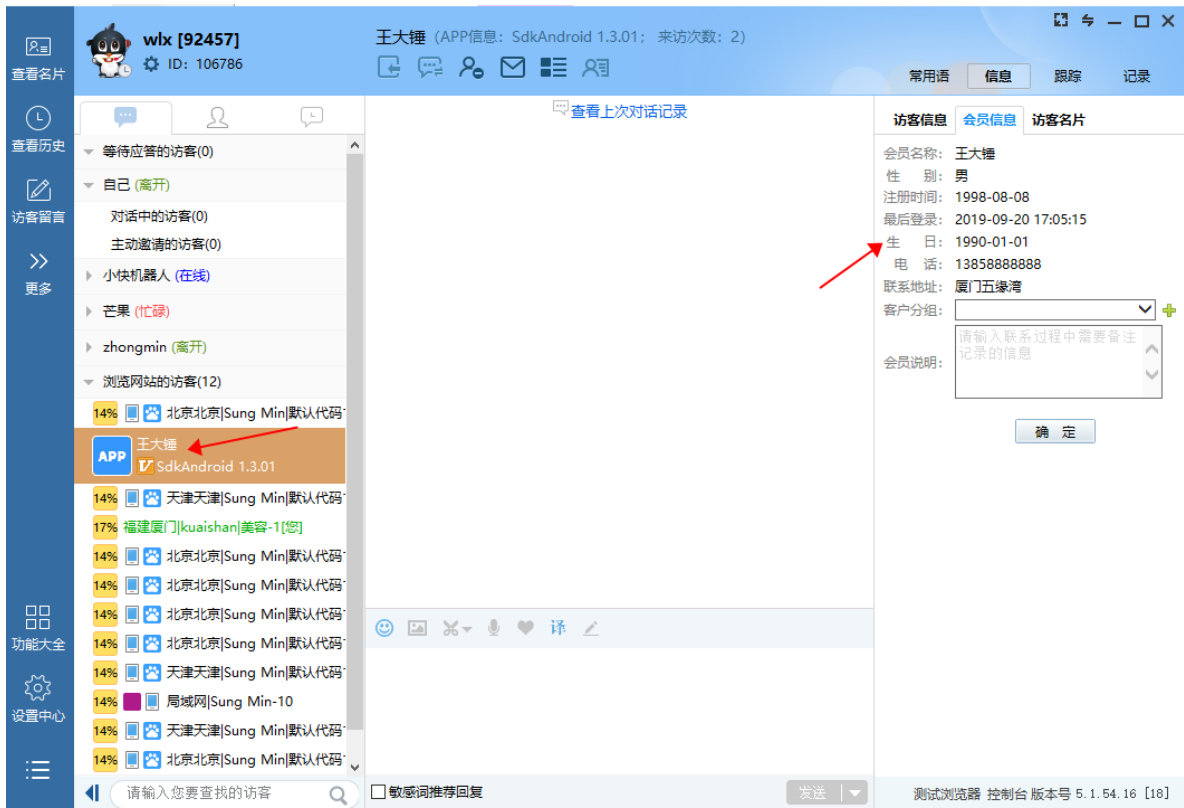 查看名片
查看历史
访客留言
更多
功能大全
设置中心
wlx [92457]
ID: 106786
王大锤 (APP信息: SdkAndroid 1.3.01; 来访次数: 2)
常用语 信息 跟踪 记录
等待应答的访客(0)
自己 (离开)
对话中的访客(0)
主动邀请的访客(0)
小快机器人 (在线)
芒果 (忙碌)
zhongmin (离开)
浏览网站的访客(12)
14% 北京北京|Sung Min|默认代码
APP 王大锤
SdkAndroid 1.3.01
14% 天津天津|Sung Min|默认代码
17% 福建厦门|kuaishan|美容-1[您]
14% 北京北京|Sung Min|默认代码
14% 北京北京|Sung Min|默认代码
14% 北京北京|Sung Min|默认代码
14% 北京北京|Sung Min|默认代码
14% 天津天津|Sung Min|默认代码
14% 局域网|Sung Min-10
14% 天津天津|Sung Min|默认代码
14% 北京北京|Sung Min|默认代码
请输入您要查找的访客
查看上次对话记录
译
敏感词推荐回复
发送
访客信息 会员信息 访客名片
会员名称: 王大锤
性 别: 男
注册时间: 1998-08-08
最后登录: 2019-09-20 17:05:15
生 日: 1990-01-01
电 话: 13858888888
联系地址: 厦门五缘湾
客户分组:
会员说明: 请输入联系过程中需要备注
记录的信息
确 定
测试浏览器 控制台 版本号 5.1.54.16 [18]